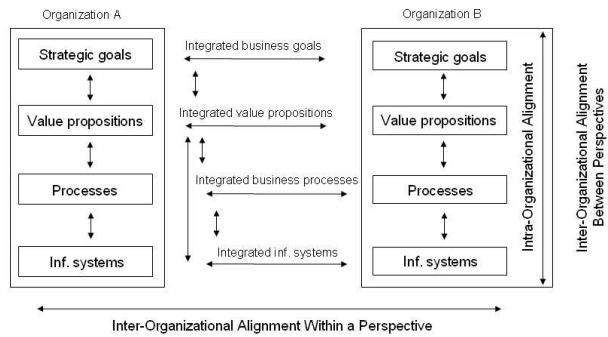 Organization A
Organization B
Strategic goals
Value propositions
Processes
Inf. systems
Integrated business goals
Integrated value propositions
Integrated business processes
Integrated inf. systems
Strategic goals
Value propositions
Processes
Inf. systems
Intra-Organizational Alignment
Inter-Organizational Alignment
Between Perspectives
Inter-Organizational Alignment Within a Perspective